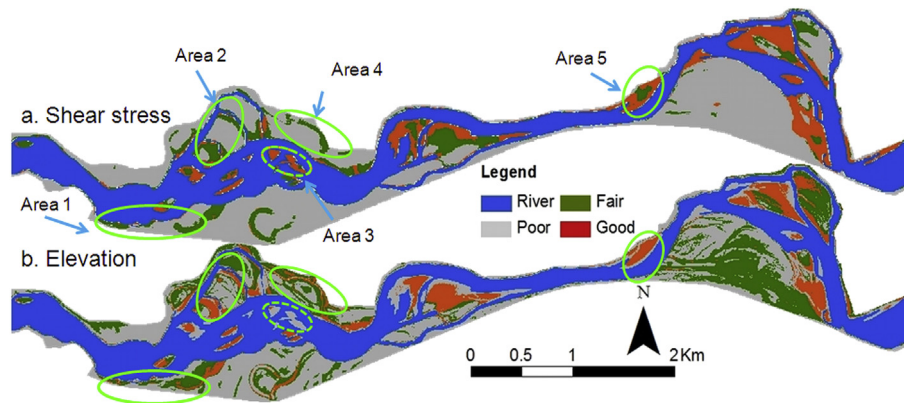 Area 2
Area 4
Area 5
a. Shear stress
Legend
River
Fair
Poor
Good
Area 1
Area 3
b. Elevation
N
0 0.5 1 2 Km